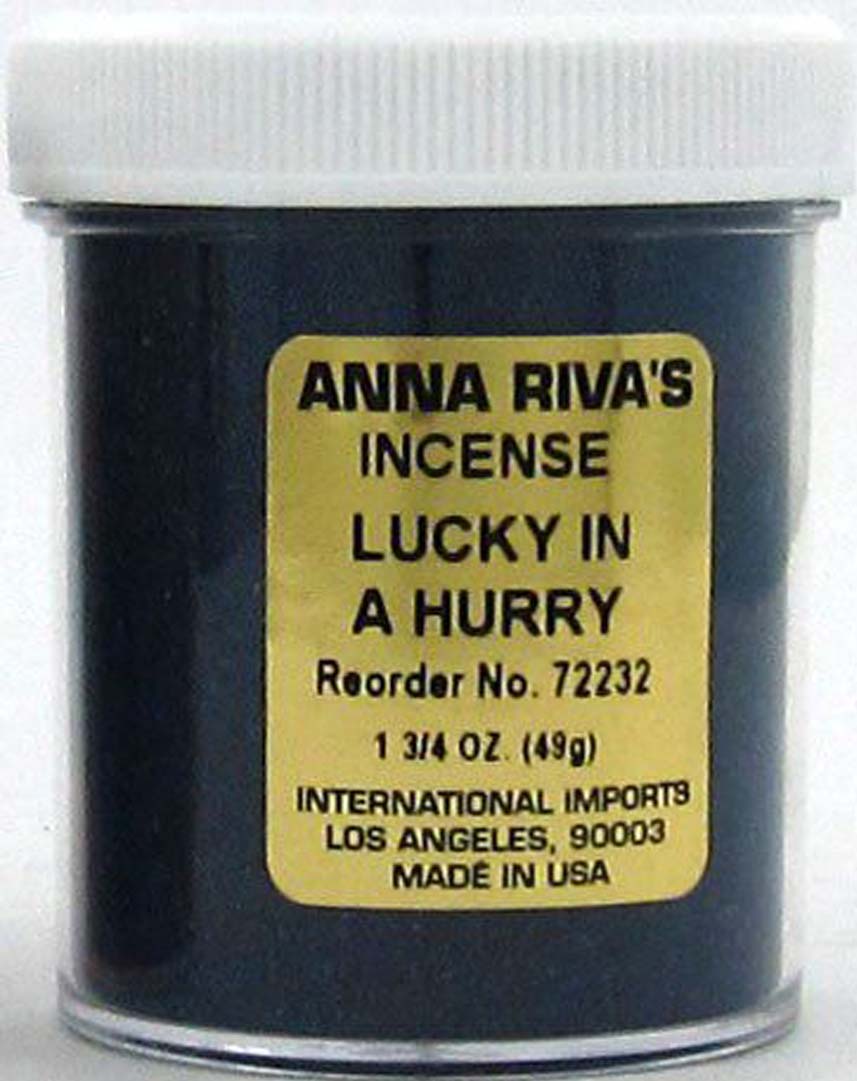 ANNA RIVA'S
INCENSE
LUCKY IN
A HURRY
Reorder No. 72232
1 3/4 OZ. (49g)
INTERNATIONAL IMPORTS
LOS ANGELES, 90003
MADE IN USA